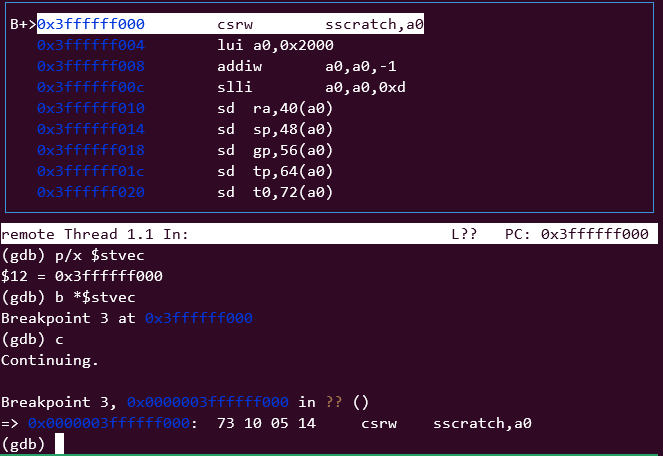 B+>0x3ffffff000 csrw sscratch,a0
0x3ffffff004 lui a0,0x2000
0x3ffffff008 addiw a0,a0,-1
0x3ffffff00c slli a0,a0,0xd
0x3ffffff010 sd ra,40(a0)
0x3ffffff014 sd sp,48(a0)
0x3ffffff018 sd gp,56(a0)
0x3ffffff01c sd tp,64(a0)
0x3ffffff020 sd t0,72(a0)
remote Thread 1.1 In: L?? PC: 0x3ffffff000
(gdb) p/x $stvec
$12 = 0x3ffffff000
(gdb) b *$stvec
Breakpoint 3 at 0x3ffffff000
(gdb) c
Continuing.
Breakpoint 3, 0x0000003ffffff000 in ?? ()
=> 0x0000003ffffff000: 73 10 05 14 csrw sscratch,a0
(gdb)